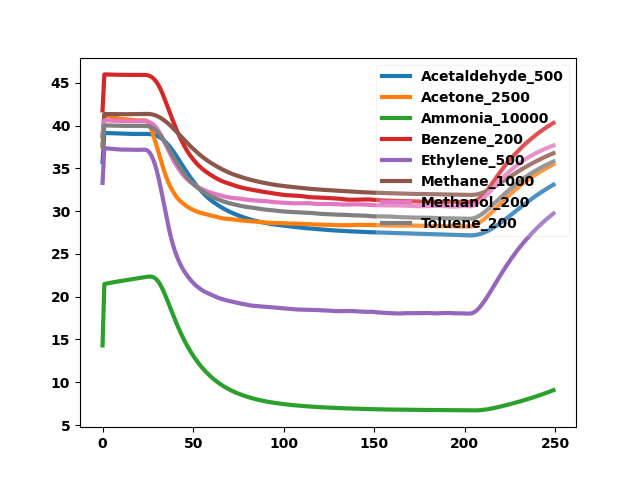 45
40
35
30
25
20
15
10
5
0
50
100
150
200
250
Acetaldehyde_500
Acetone_2500
Ammonia_10000
Benzene_200
Ethylene_500
Methane_1000
Methanol_200
Toluene_200